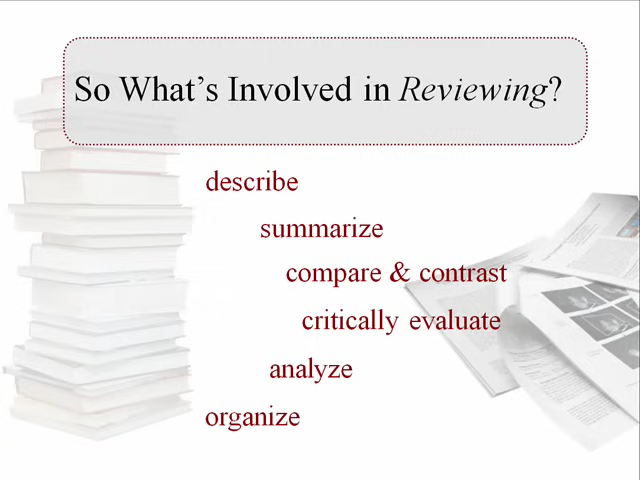 So What's Involved in Reviewing?
describe
summarize
compare & contrast
critically evaluate
analyze
organize